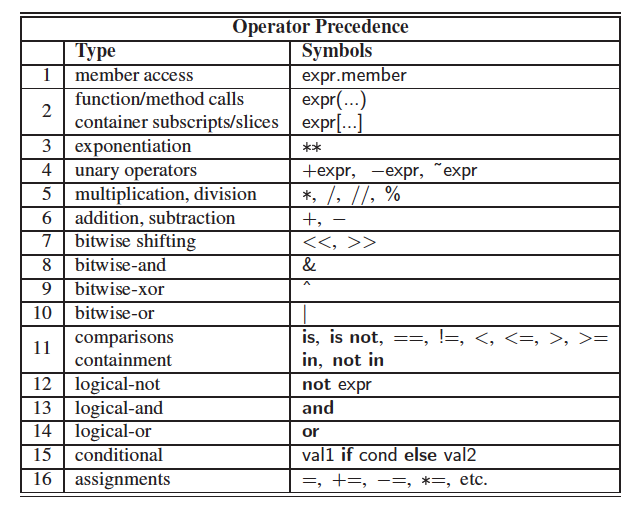 Operator Precedence
Type Symbols
1 member access expr.member
2 function/method calls expr(...)
container subscripts/slices expr[...]
3 exponentiation **
4 unary operators +expr, −expr, ˜expr
5 multiplication, division *, /, //, %
6 addition, subtraction +, −
7 bitwise shifting <<, >>
8 bitwise-and &
9 bitwise-xor ^
10 bitwise-or |
11 comparisons is, is not, ==, !=, <, <=, >, >=
containment in, not in
12 logical-not not expr
13 logical-and and
14 logical-or or
15 conditional val1 if cond else val2
16 assignments =, +=, −=, *=, etc.